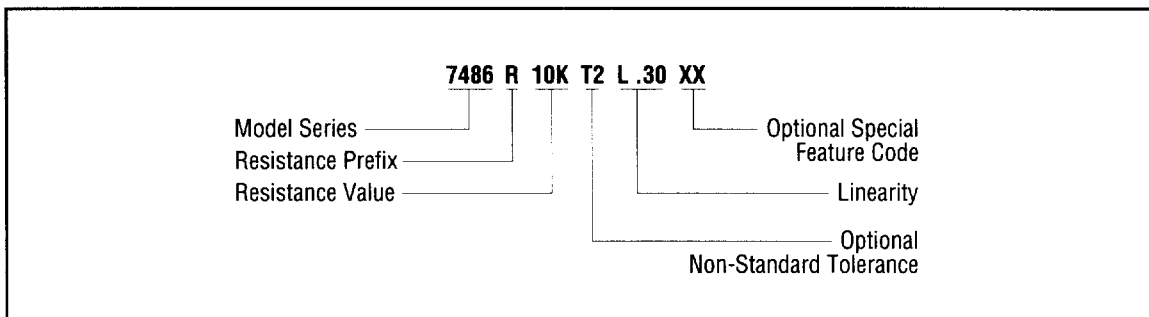 7486 R 10K T2 L .30 XX
Model Series
Resistance Prefix
Resistance Value
Optional Special
Feature Code
Linearity
Optional
Non-Standard Tolerance